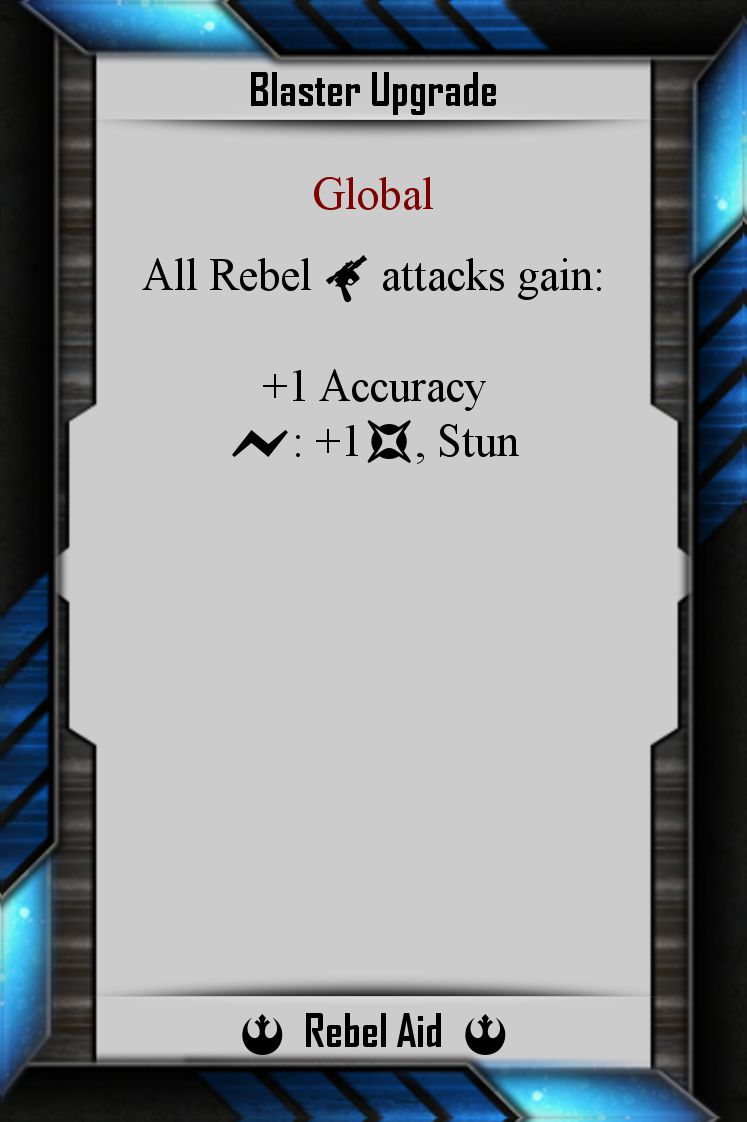 Blaster Upgrade
Global
All Rebel attacks gain:
+1 Accuracy
: +1, Stun
Rebel Aid